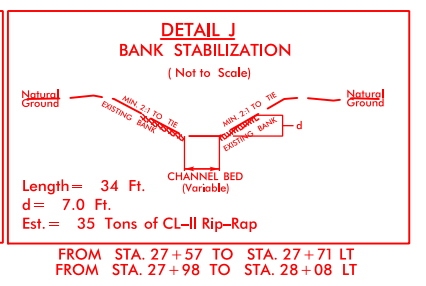 DETAIL J
BANK STABILIZATION
( Not to Scale)
Natural
Ground
MIN. 2:1 TO TIE
EXISTING BANK
MIN. 2:1 TO TIE
EXISTING BANK
d
Natural
Ground
CHANNEL BED
(Variable)
Length= 34 Ft.
d= 7.0 Ft.
Est.= 35 Tons of CL-II Rip-Rap
FROM STA. 27+57 TO STA. 27+71 LT
FROM STA. 27+98 TO STA. 28+08 LT